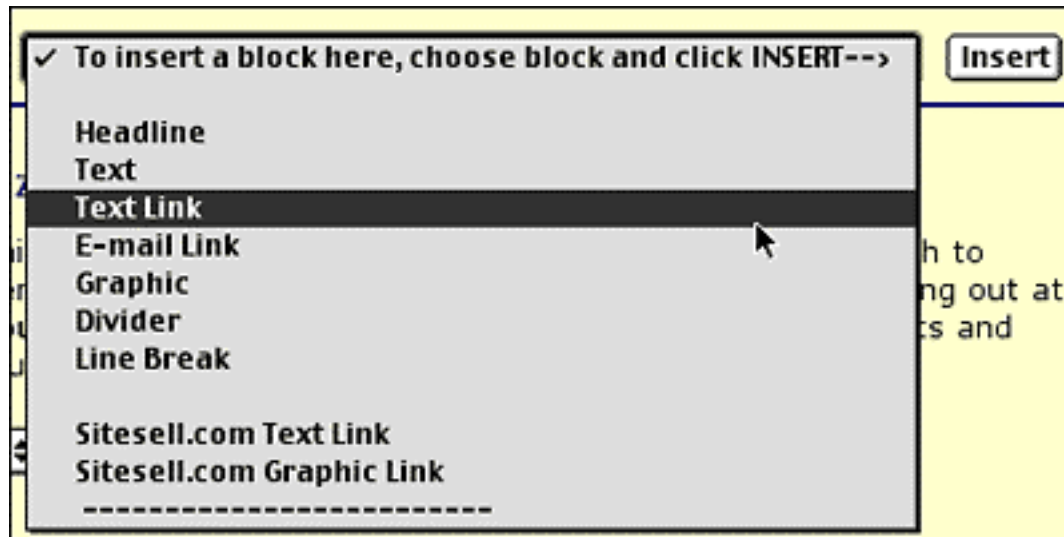 ✓ To insert a block here, choose block and click INSERT--> Insert
Headline
Text
Text Link
E-mail Link
h to
Graphic
ng out at
Divider
ts and
Line Break
Sitesell.com Text Link
Sitesell.com Graphic Link
--------------------------